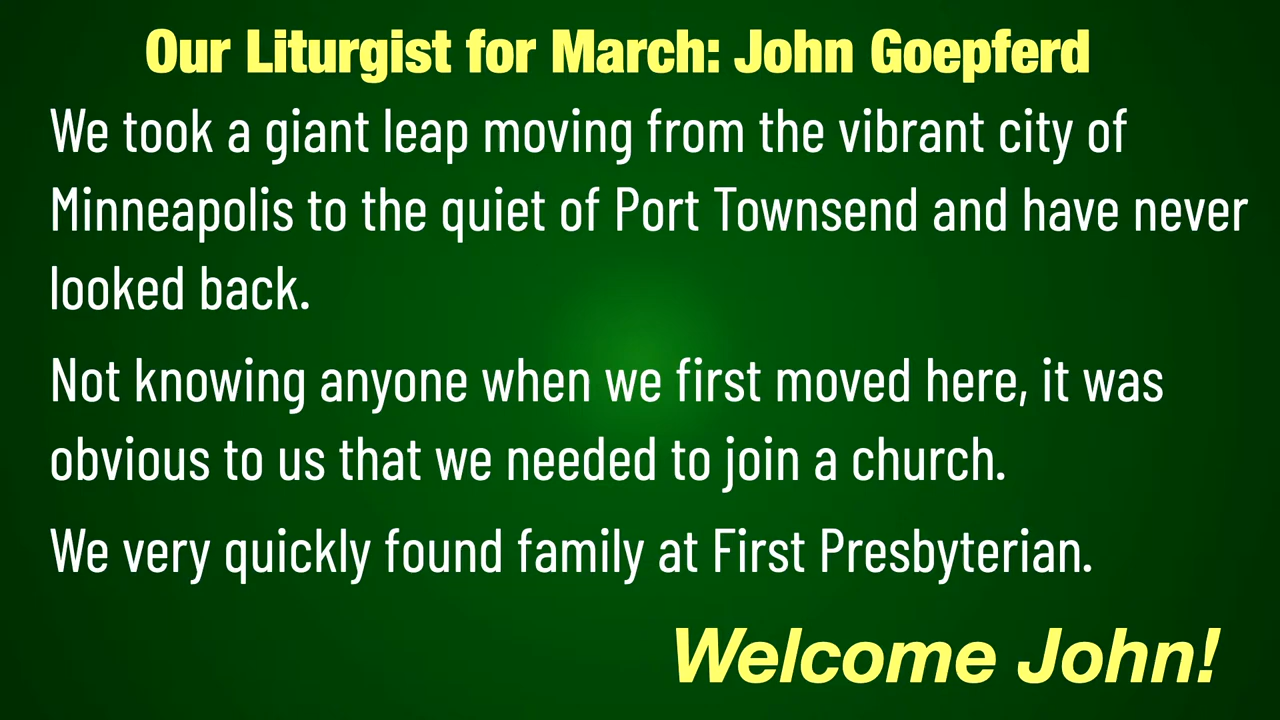 Our Liturgist for March: John Goepferd
We took a giant leap moving from the vibrant city of
Minneapolis to the quiet of Port Townsend and have never
looked back.
Not knowing anyone when we first moved here, it was
obvious to us that we needed to join a church.
We very quickly found family at First Presbyterian.
Welcome John!